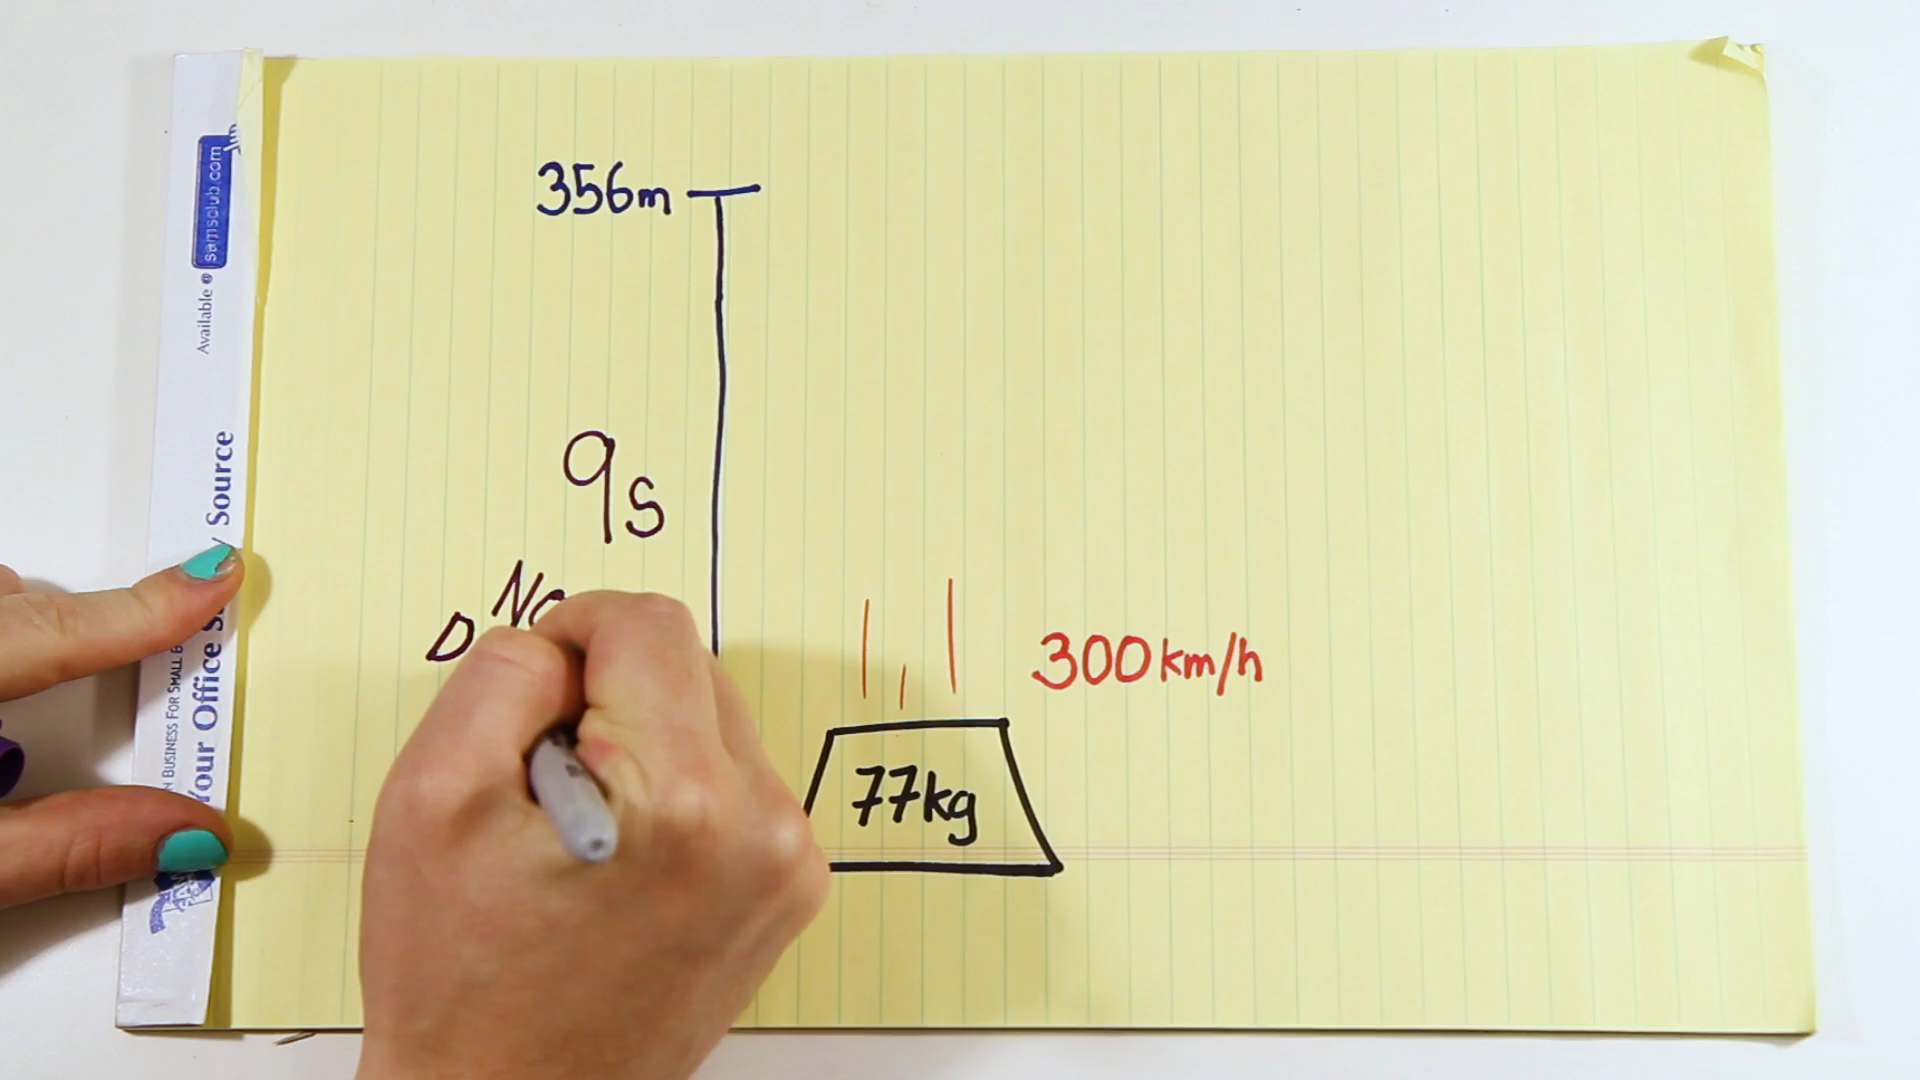 356m
9s
300km/h
77kg
Available @ samsclub.com
Your Office
Source
BUSINESS FOR SMALL